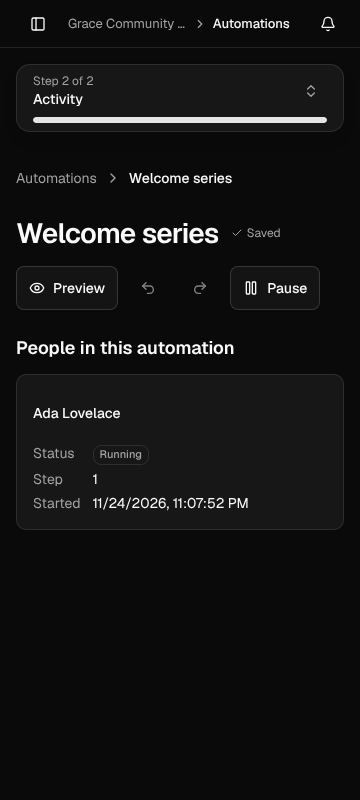 Grace Community ... > Automations
Step 2 of 2
Activity
Automations > Welcome series
Welcome series
Saved
Preview
Pause
People in this automation
Ada Lovelace
Status Running
Step 1
Started 11/24/2026, 11:07:52 PM